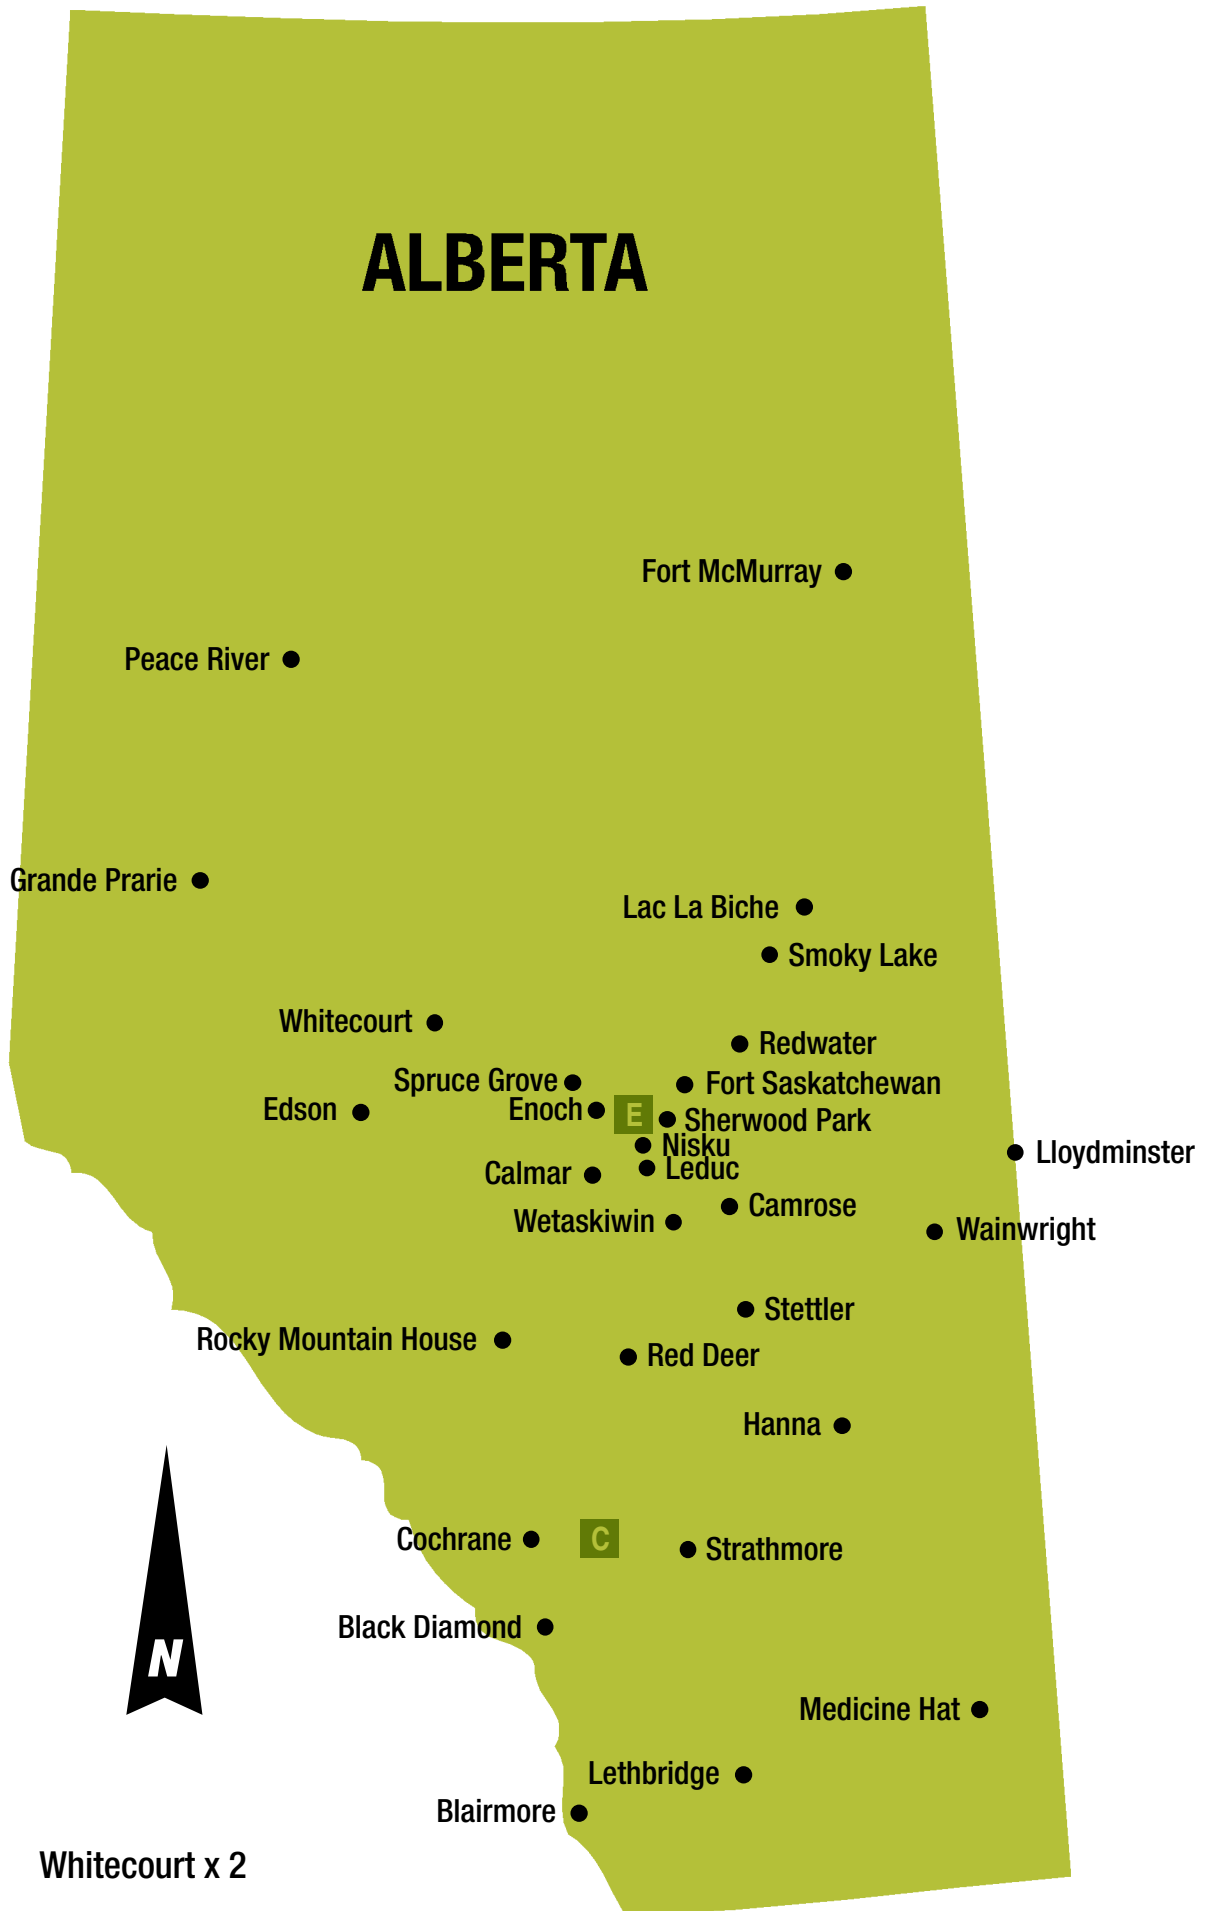 ALBERTA
Fort McMurray
Peace River
Grande Prarie
Lac La Biche
Smoky Lake
Whitecourt
Redwater
Spruce Grove
Fort Saskatchewan
Edson
Enoch
E
Sherwood Park
Nisku
Lloydminster
Leduc
Calmar
Camrose
Wetaskiwin
Wainwright
Stettler
Rocky Mountain House
Red Deer
Hanna
Cochrane
C
Strathmore
Black Diamond
N
Medicine Hat
Lethbridge
Blairmore
Whitecourt x 2